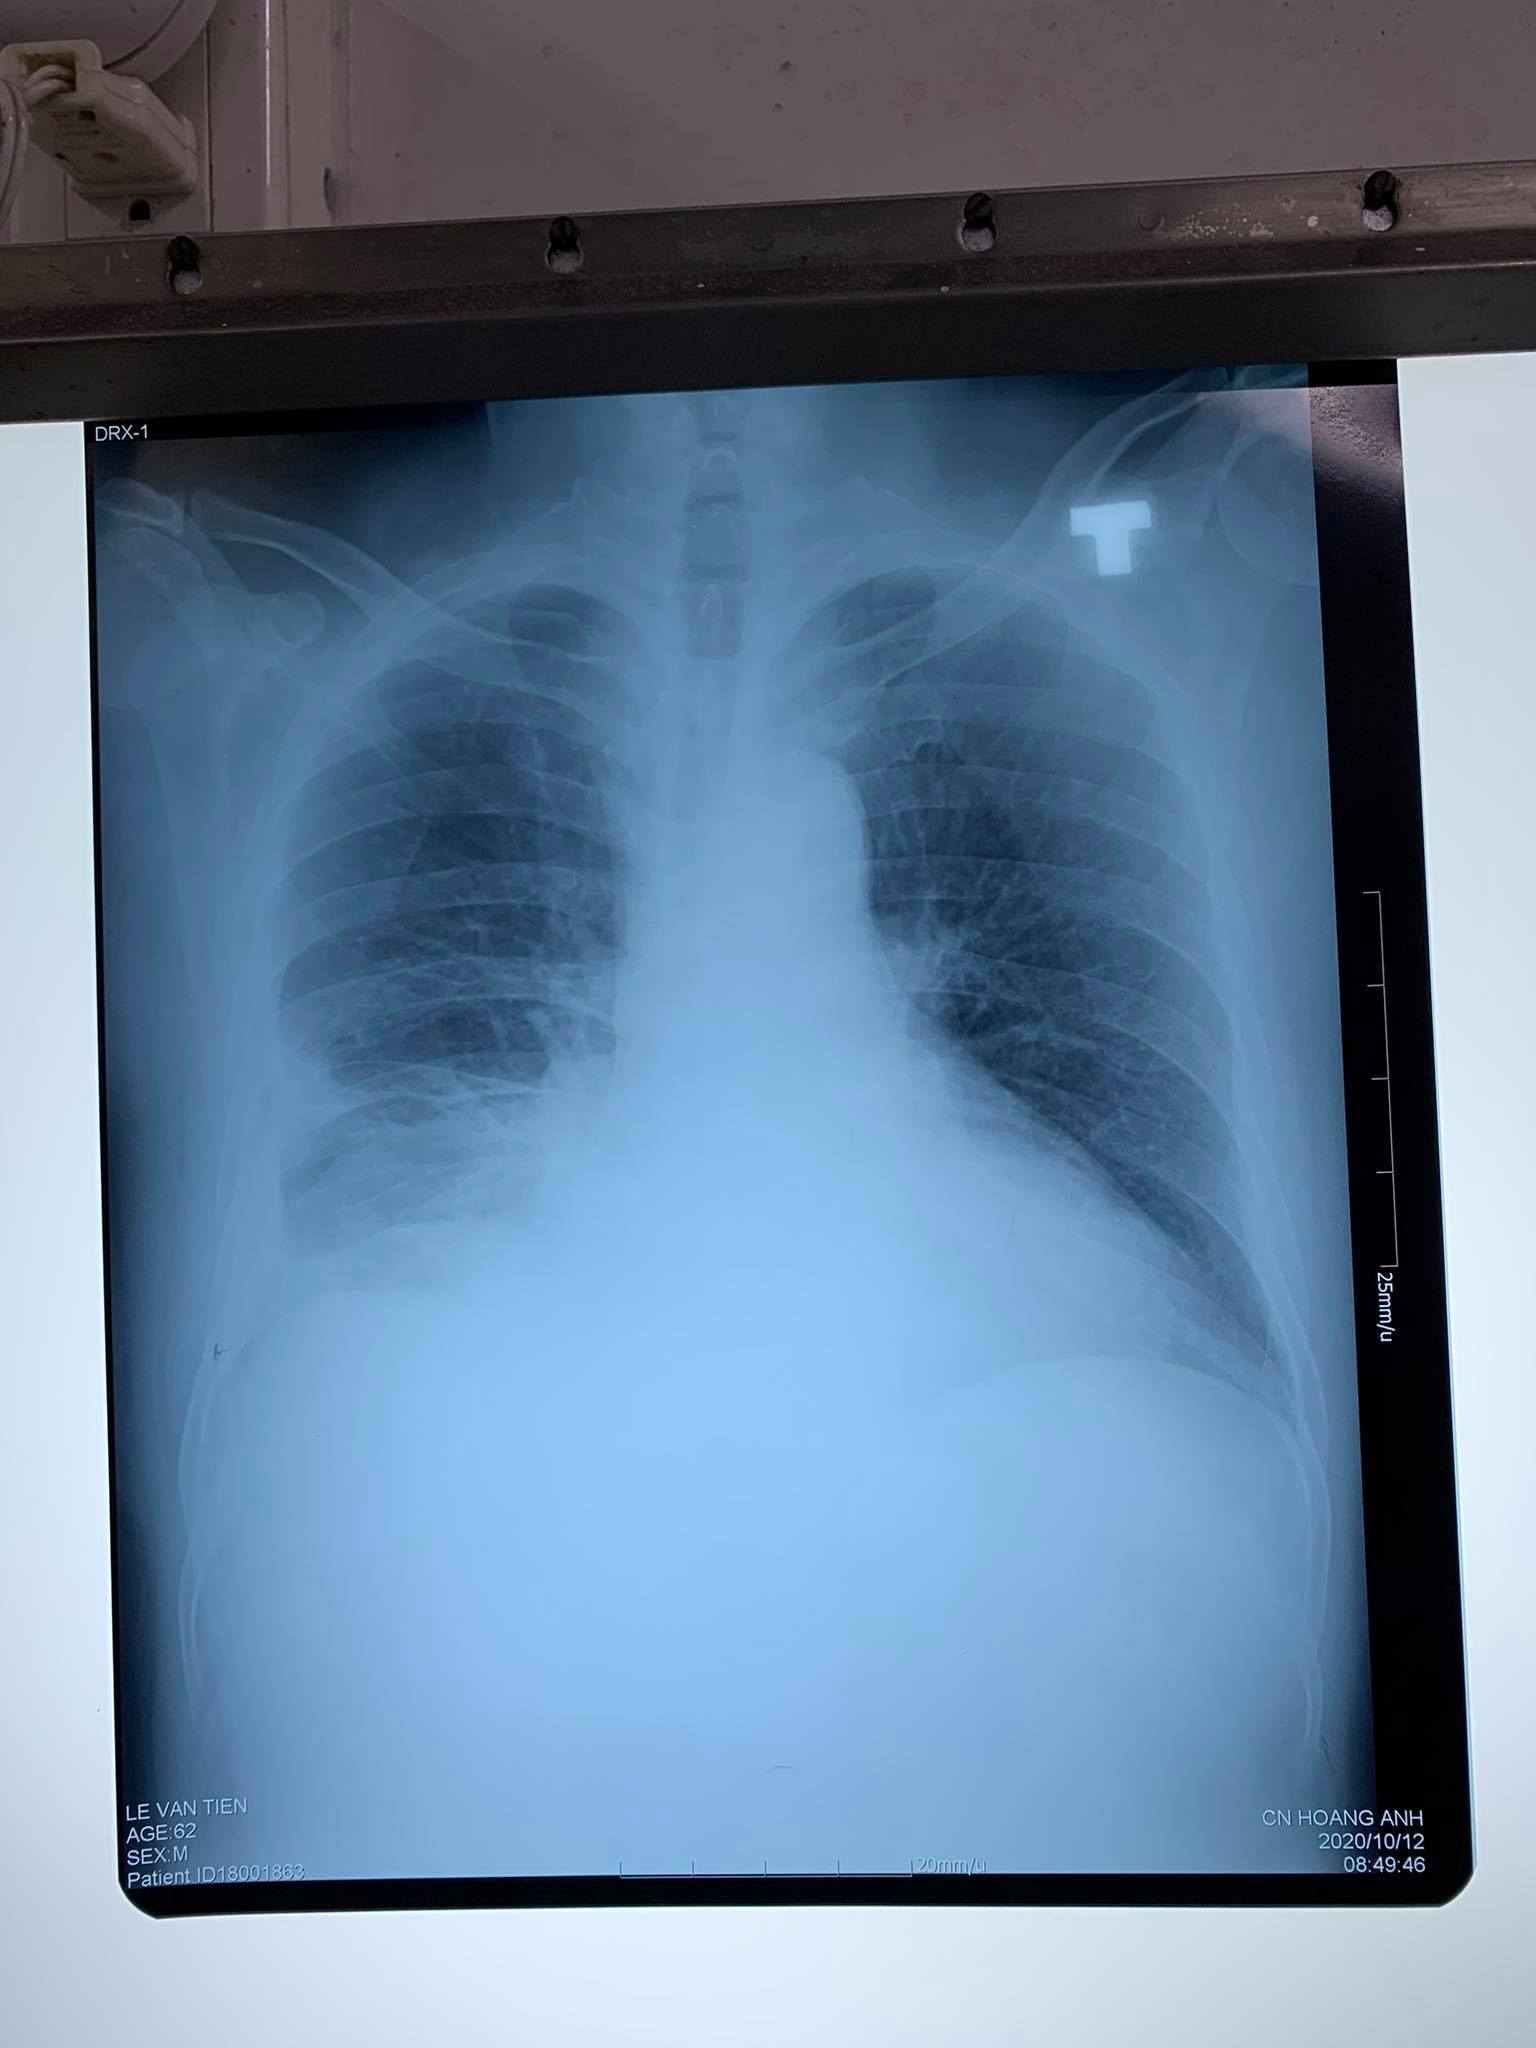 DRX-1
T
25mm/u
LE VAN TIEN
AGE:62
SEX:M
Patient ID18001863
20mm/u
CN HOANG ANH
2020/10/12
08:49:46